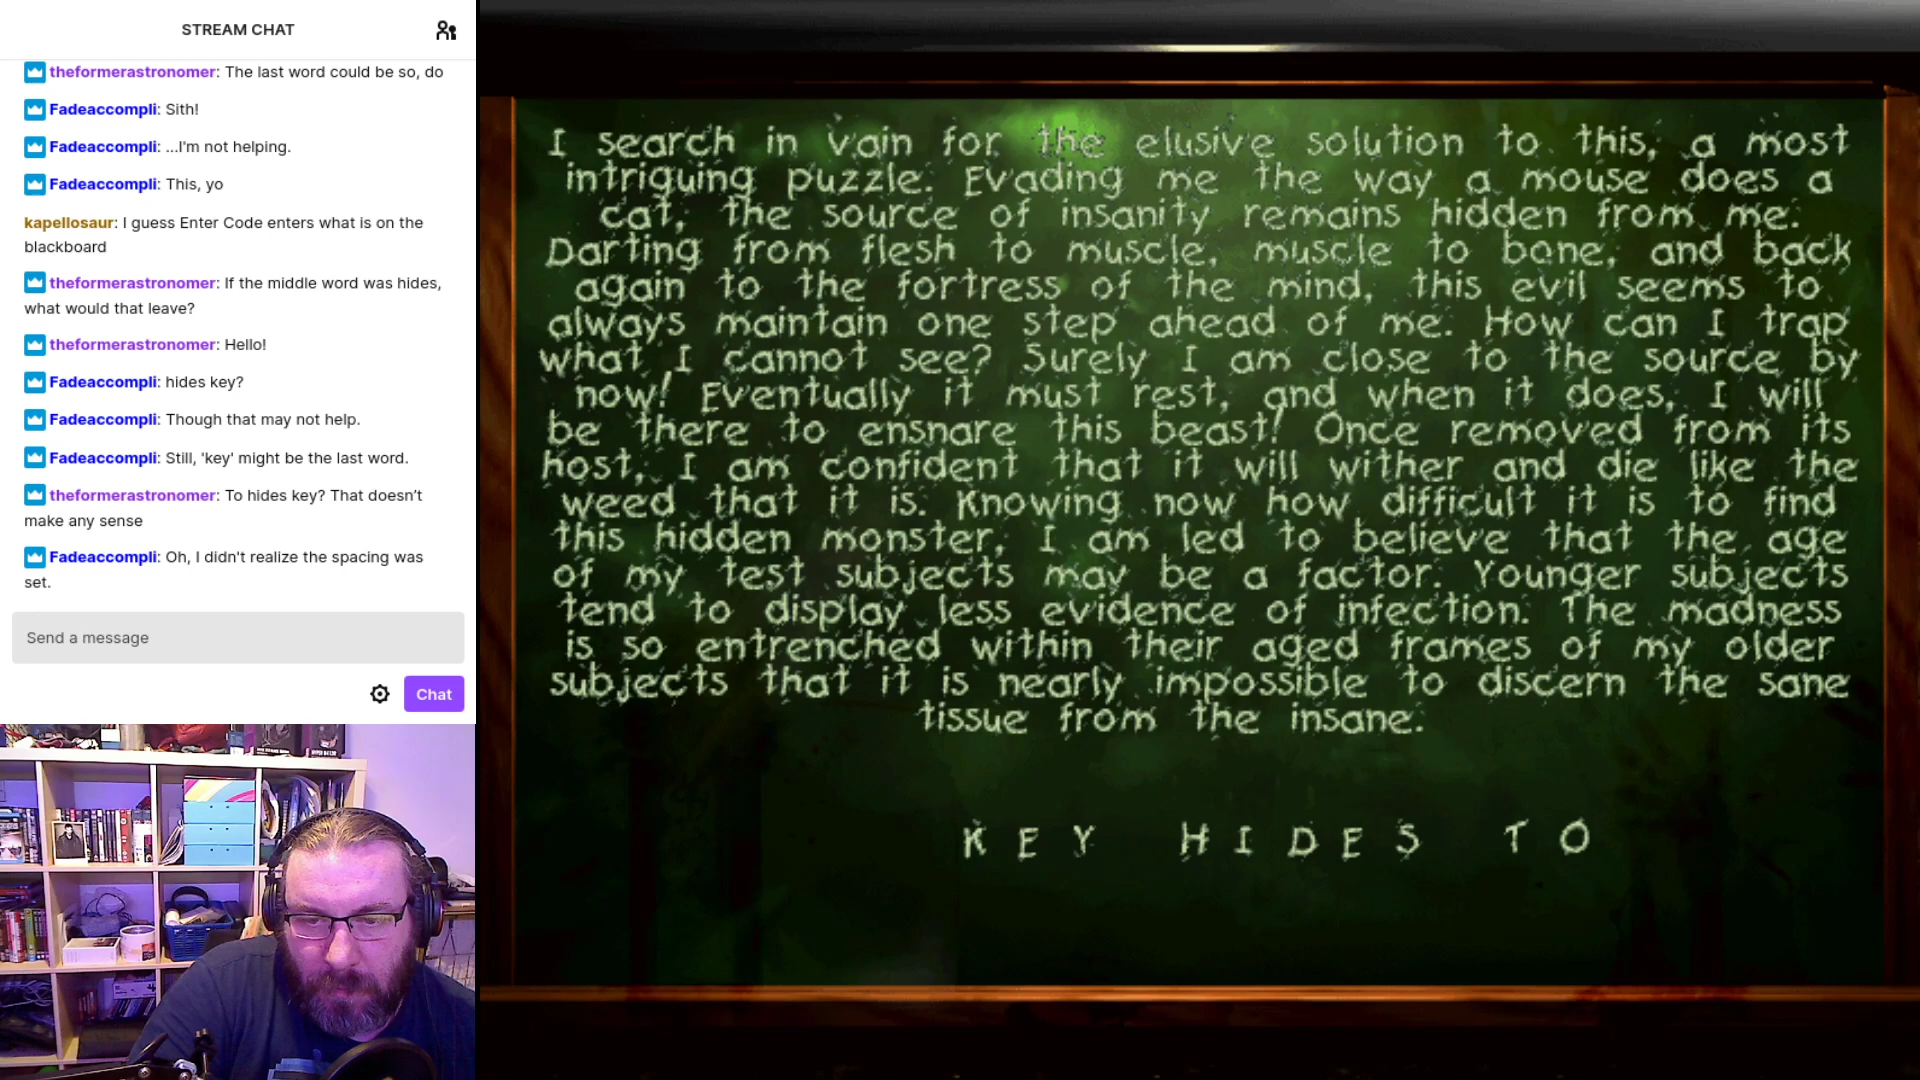 STREAM CHAT
theformerastronomer: The last word could be so, do
Fadeaccompli: Sith!
Fadeaccompli: ...I'm not helping.
Fadeaccompli: This, yo
kapellosaur: I guess Enter Code enters what is on the
blackboard
theformerastronomer: If the middle word was hides,
what would that leave?
theformerastronomer: Hello!
Fadeaccompli: hides key?
Fadeaccompli: Though that may not help.
Fadeaccompli: Still, 'key' might be the last word.
theformerastronomer: To hides key? That doesn't
make any sense
Fadeaccompli: Oh, I didn't realize the spacing was
set.
Send a message
Chat
I search in vain for the elusive solution to this, a most
intriguing puzzle. Evading me the way a mouse does a
cat, the source of insanity remains hidden from me.
Darting from flesh to muscle, muscle to bone, and back
again to the fortress of the mind, this evil seems to
always maintain one step ahead of me. How can I trap
what I cannot see? Surely I am close to the source by
now! Eventually it must rest, and when it does, I will
be there to ensnare this beast! Once removed from its
host, I am confident that it will wither and die like the
weed that it is. Knowing now how difficult it is to find
this hidden monster, I am led to believe that the age
of my test subjects may be a factor. Younger subjects
tend to display less evidence of infection. The madness
is so entrenched within their aged frames of my older
subjects that it is nearly impossible to discern the sane
tissue from the insane.
KEY HIDES TO